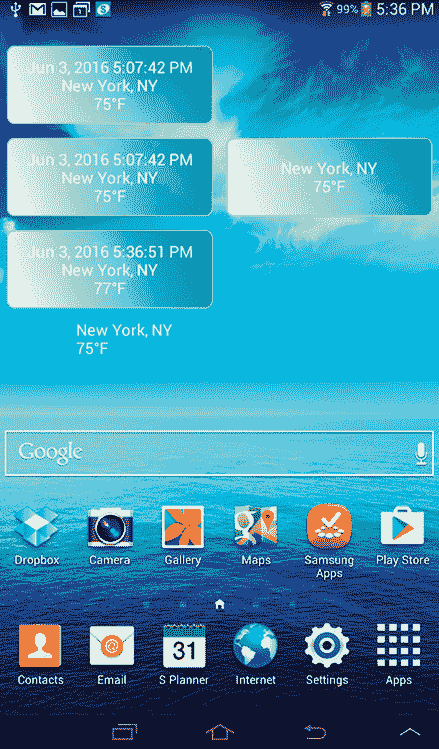 99% 5:36 PM
Jun 3, 2016 5:07:42 PM
New York, NY
75°F
Jun 3, 2016 5:07:42 PM
New York, NY
75°F
New York, NY
75°F
Jun 3, 2016 5:36:51 PM
New York, NY
77°F
New York, NY
75°F
Google
Dropbox
Camera
Gallery
Maps
Samsung
Apps
Play Store
31
Contacts
Email
S Planner
Internet
Settings
Apps